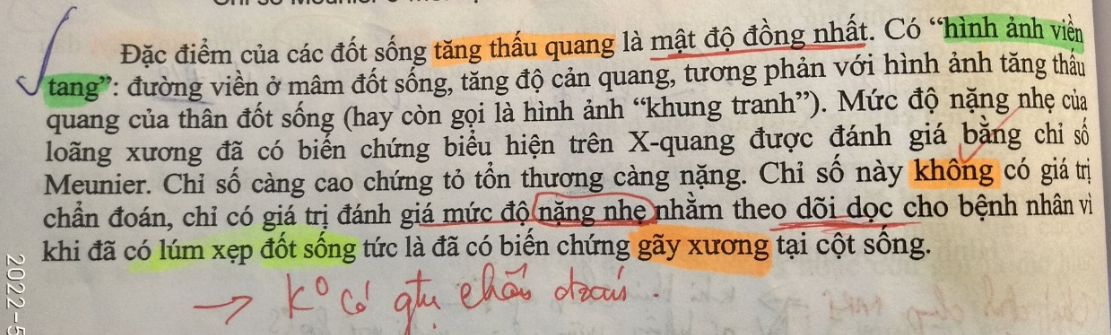 Đặc điểm của các đốt sống tăng thấu quang là mật độ đồng nhất. Có “hình ảnh viền
tang”: đường viền ở mâm đốt sống, tăng độ cản quang, tương phản với hình ảnh tăng thấu
quang của thân đốt sống (hay còn gọi là hình ảnh “khung tranh”). Mức độ nặng nhẹ của
loãng xương đã có biến chứng biểu hiện trên X-quang được đánh giá bằng chỉ số
Meunier. Chỉ số càng cao chứng tỏ tổn thương càng nặng. Chỉ số này không có giá trị
chẩn đoán, chỉ có giá trị đánh giá mức độ nặng nhẹ nhằm theo dõi dọc cho bệnh nhân vì
khi đã có lúm xẹp đốt sống tức là đã có biến chứng gãy xương tại cột sống.
→ K° có gtrị chẩn đoán.
2022-5